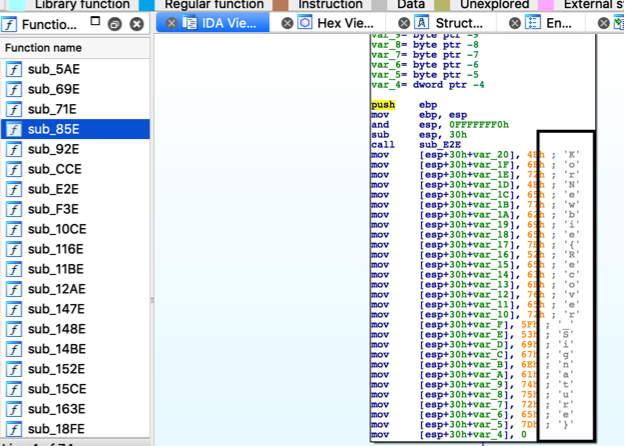 Library function
Regular function
Instruction
Data
Unexplored
External
Functio...
IDA Vie...
Hex Vie...
Struct...
En...
Function name
sub_5AE
sub_69E
sub_71E
sub_85E
sub_92E
sub_CCE
sub_E2E
sub_F3E
sub_10CE
sub_116E
sub_11BE
sub_12AE
sub_147E
sub_148E
sub_14BE
sub_152E
sub_15CE
sub_163E
sub_18FE
var_9= byte ptr -9
var_8= byte ptr -8
var_7= byte ptr -7
var_6= byte ptr -6
var_5= byte ptr -5
var_4= dword ptr -4
push ebp
mov ebp, esp
and esp, 0FFFFFFF0h
sub esp, 30h
call sub_E2E
mov [esp+30h+var_20], 4Bh ; 'K'
mov [esp+30h+var_1F], 6Fh ; 'o'
mov [esp+30h+var_1E], 72h ; 'r'
mov [esp+30h+var_1D], 4Eh ; 'N'
mov [esp+30h+var_1C], 65h ; 'e'
mov [esp+30h+var_1B], 77h ; 'w'
mov [esp+30h+var_1A], 62h ; 'b'
mov [esp+30h+var_19], 69h ; 'i'
mov [esp+30h+var_18], 65h ; 'e'
mov [esp+30h+var_17], 7Bh ; '{'
mov [esp+30h+var_16], 52h ; 'R'
mov [esp+30h+var_15], 65h ; 'e'
mov [esp+30h+var_14], 63h ; 'c'
mov [esp+30h+var_13], 6Fh ; 'o'
mov [esp+30h+var_12], 76h ; 'v'
mov [esp+30h+var_11], 65h ; 'e'
mov [esp+30h+var_10], 72h ; 'r'
mov [esp+30h+var_F], 5Fh ; '_'
mov [esp+30h+var_E], 53h ; 'S'
mov [esp+30h+var_D], 69h ; 'i'
mov [esp+30h+var_C], 67h ; 'g'
mov [esp+30h+var_B], 6Eh ; 'n'
mov [esp+30h+var_A], 61h ; 'a'
mov [esp+30h+var_9], 74h ; 't'
mov [esp+30h+var_8], 75h ; 'u'
mov [esp+30h+var_7], 72h ; 'r'
mov [esp+30h+var_6], 65h ; 'e'
mov [esp+30h+var_5], 7Dh ; '}'
mov [esp+30h+var_4], 0